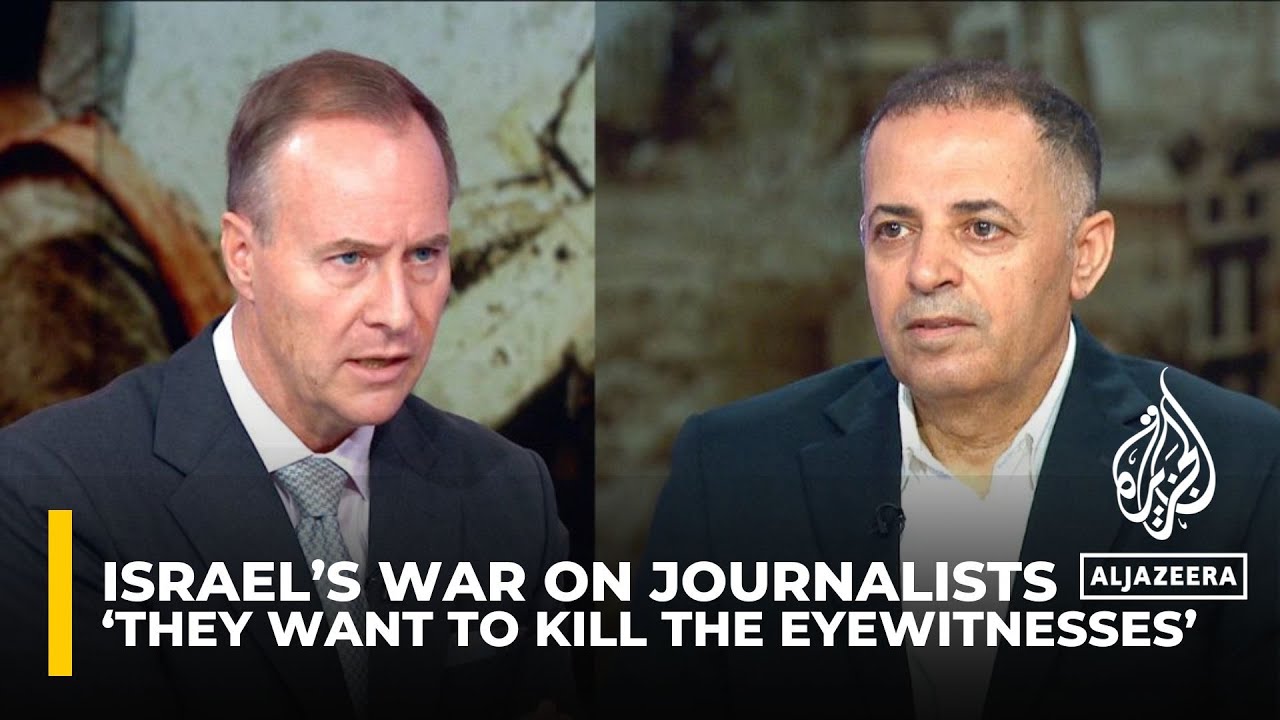 الجزيرة
ALJAZEERA
ISRAEL’S WAR ON JOURNALISTS
‘THEY WANT TO KILL THE EYEWITNESSES’